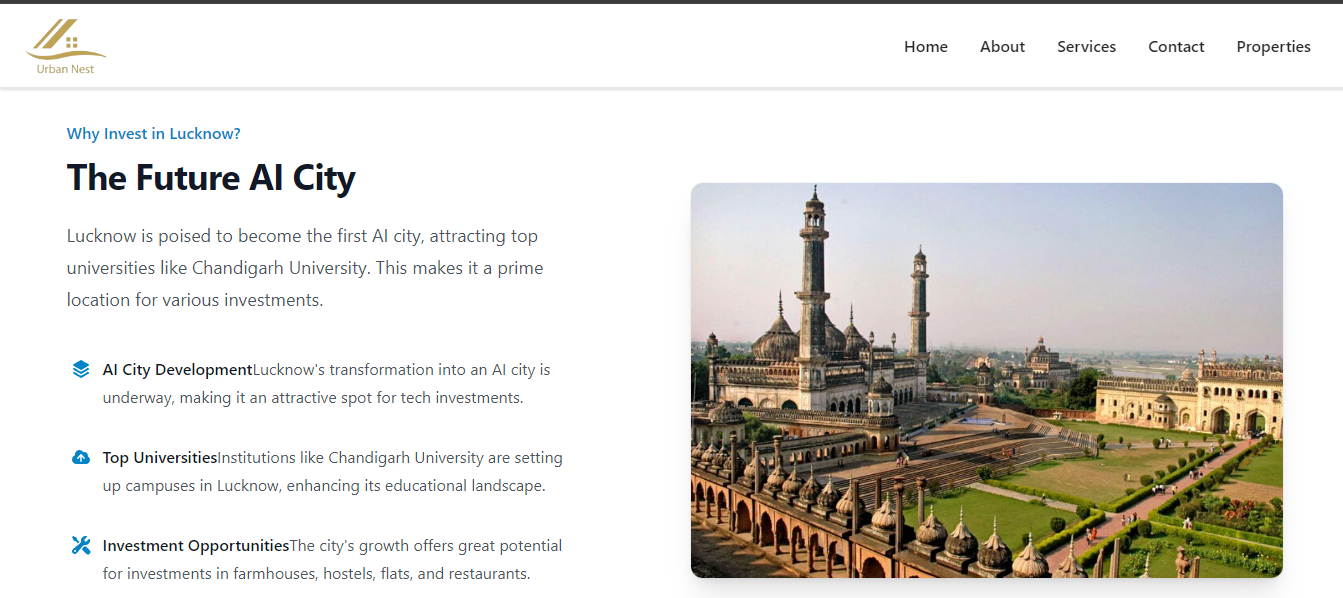 Urban Nest
Home About Services Contact Properties
Why Invest in Lucknow?
The Future AI City
Lucknow is poised to become the first AI city, attracting top
universities like Chandigarh University. This makes it a prime
location for various investments.
AI City DevelopmentLucknow's transformation into an AI city is
underway, making it an attractive spot for tech investments.
Top UniversitiesInstitutions like Chandigarh University are setting
up campuses in Lucknow, enhancing its educational landscape.
Investment OpportunitiesThe city's growth offers great potential
for investments in farmhouses, hostels, flats, and restaurants.